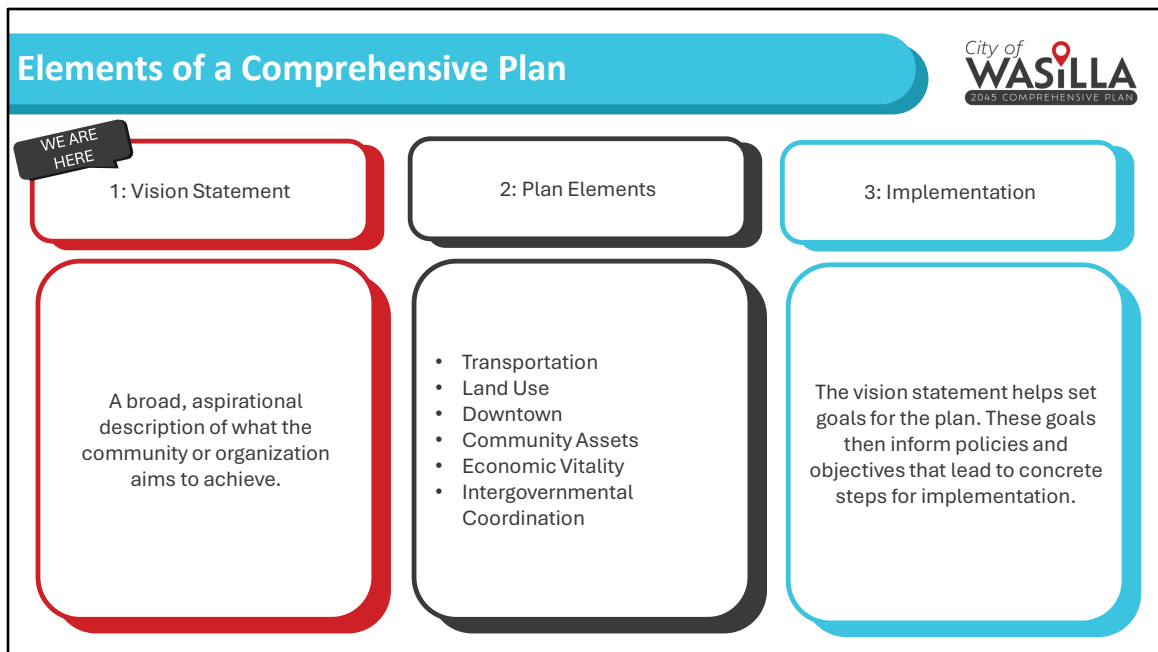 Elements of a Comprehensive Plan
City of
WASiLLA
2045 COMPREHENSIVE PLAN
WE ARE
HERE
1: Vision Statement
2: Plan Elements
3: Implementation
A broad, aspirational
description of what the
community or organization
aims to achieve.
• Transportation
• Land Use
• Downtown
• Community Assets
• Economic Vitality
• Intergovernmental
Coordination
The vision statement helps set
goals for the plan. These goals
then inform policies and
objectives that lead to concrete
steps for implementation.